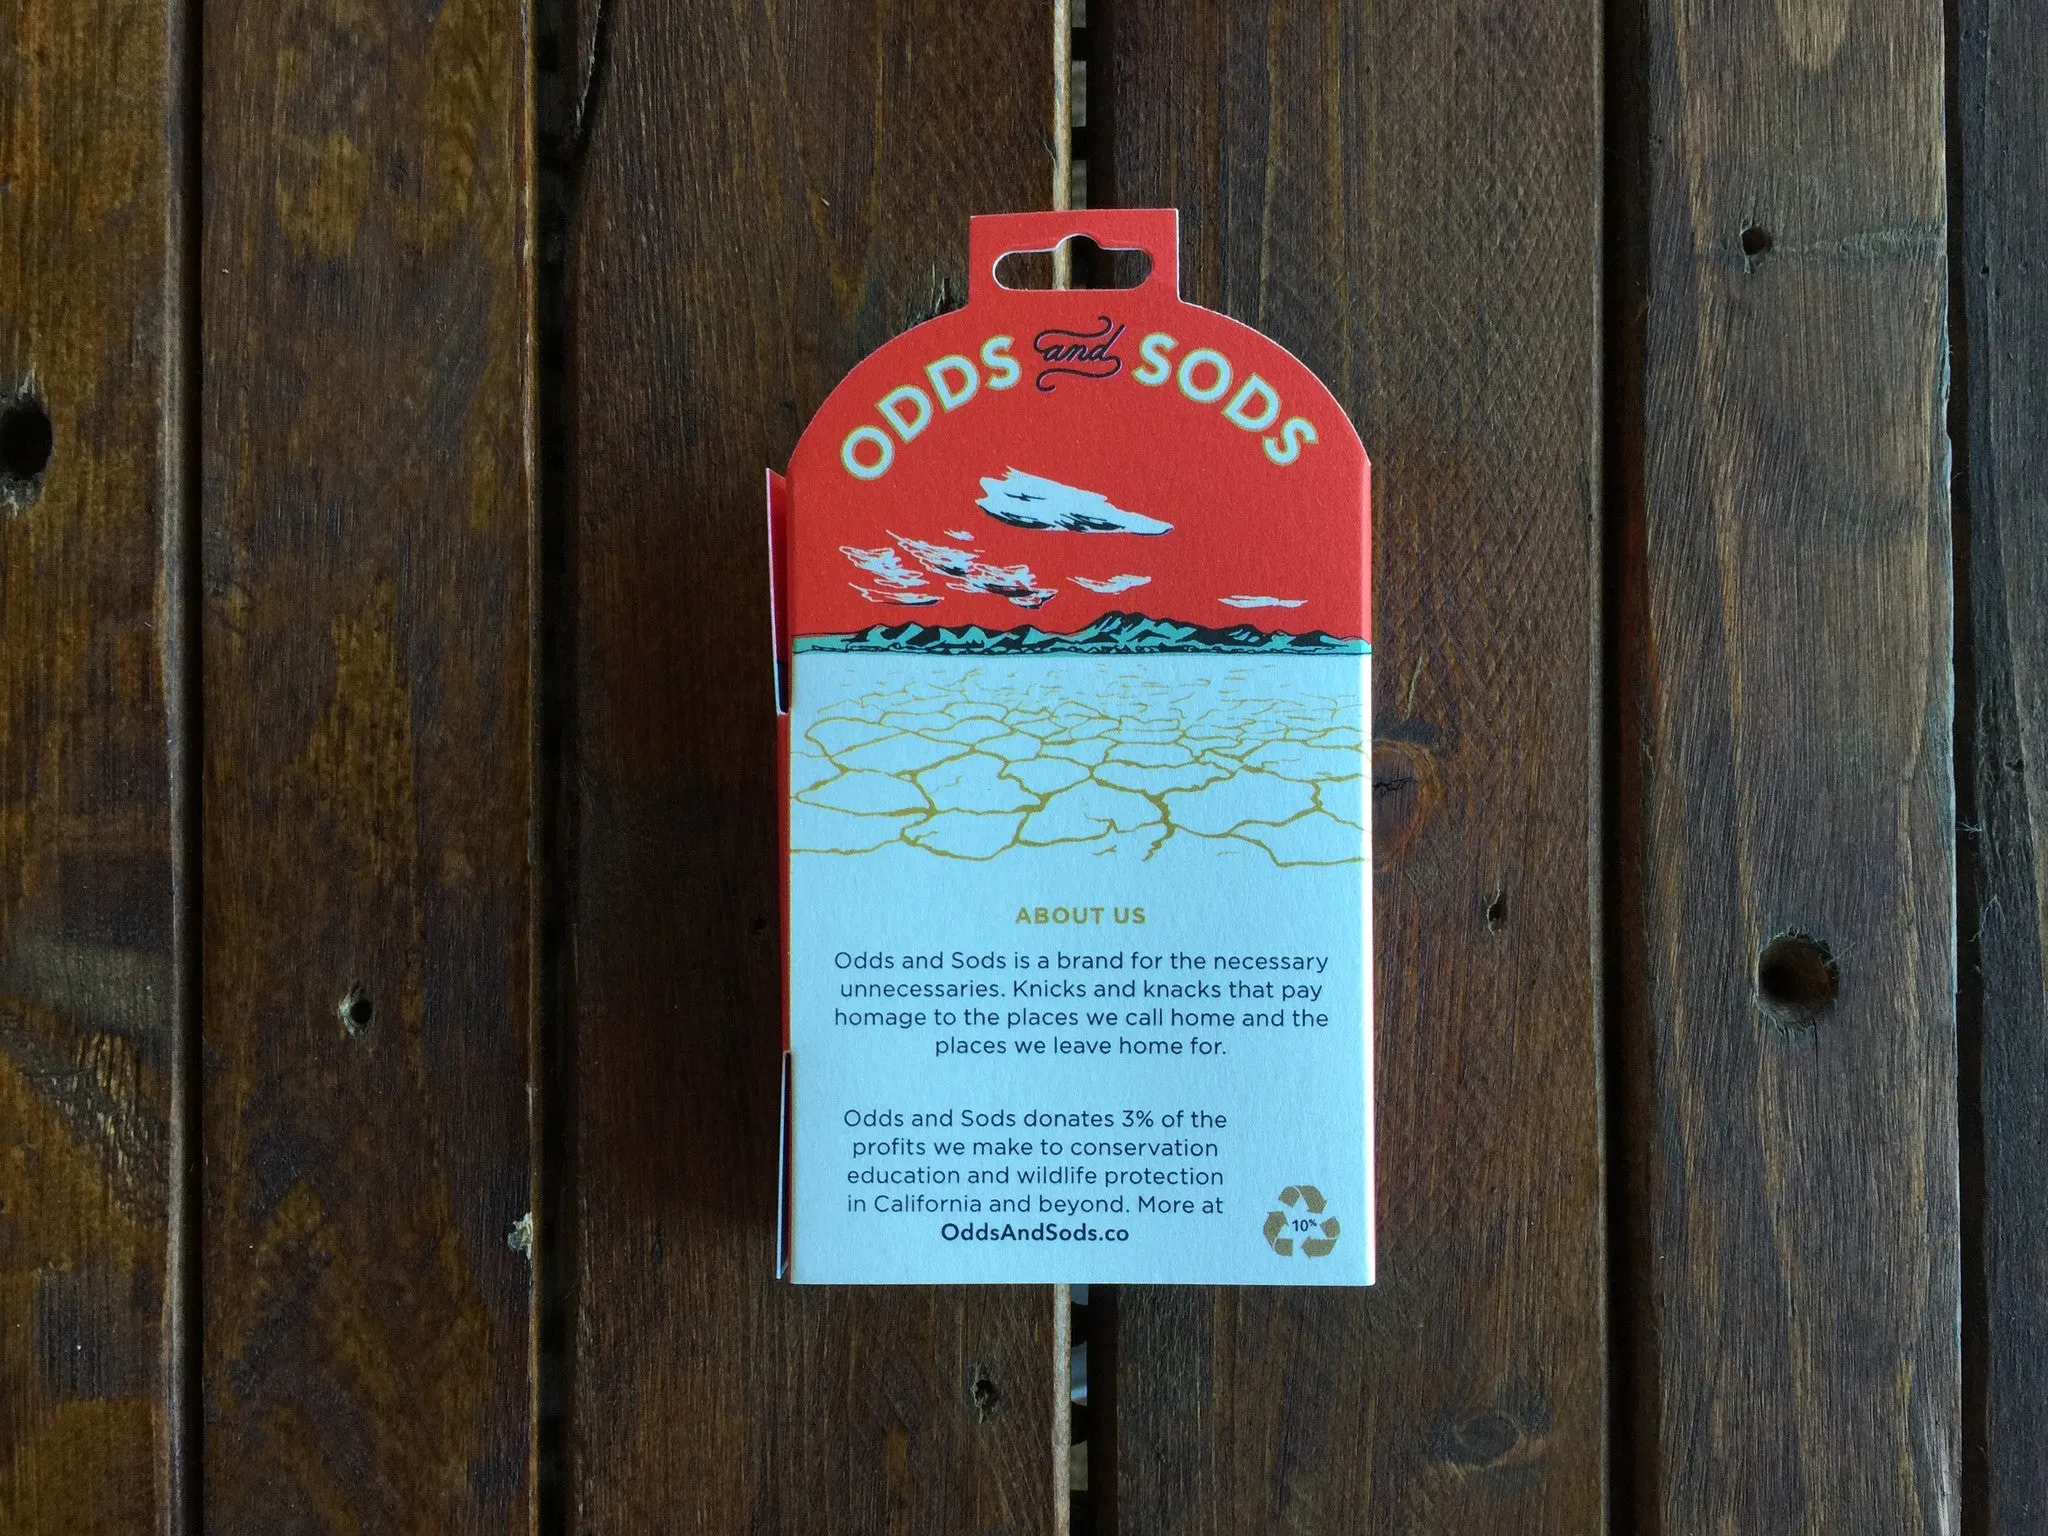 ODDS and SODS
ABOUT US
Odds and Sods is a brand for the necessary
unnecessaries. Knicks and knacks that pay
homage to the places we call home and the
places we leave home for.
Odds and Sods donates 3% of the
profits we make to conservation
education and wildlife protection
in California and beyond. More at
OddsAndSods.co
10%